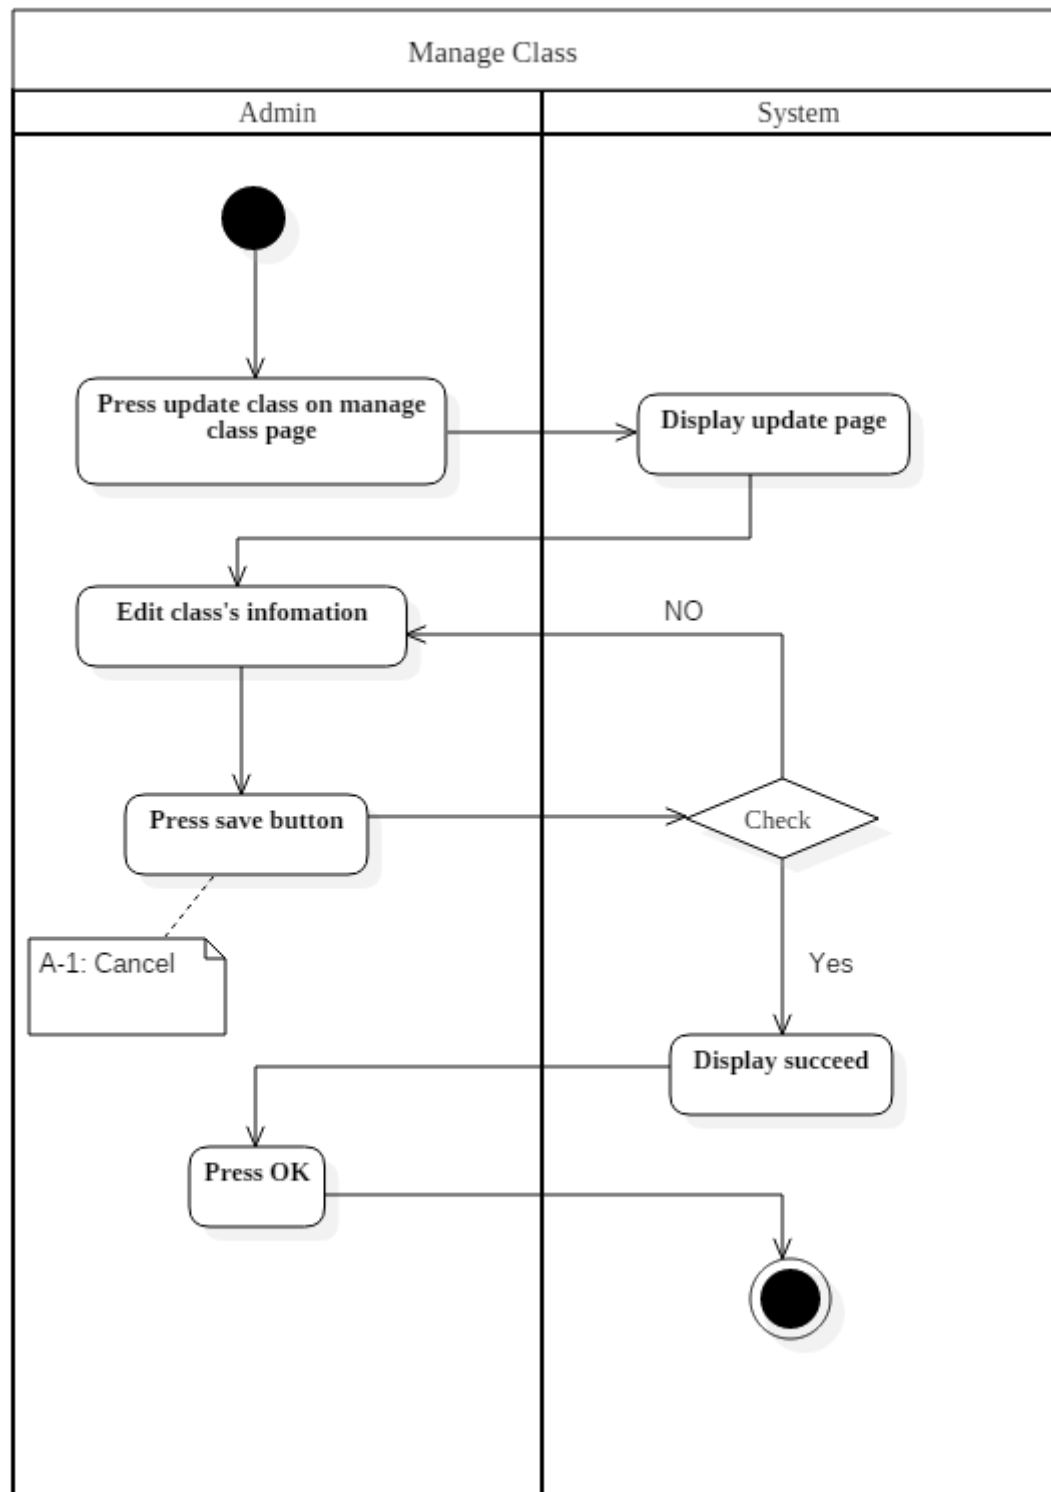 Manage Class
Admin
System
Press update class on manage
class page
Display update page
Edit class's infomation
NO
Press save button
Check
A-1: Cancel
Yes
Display succeed
Press OK